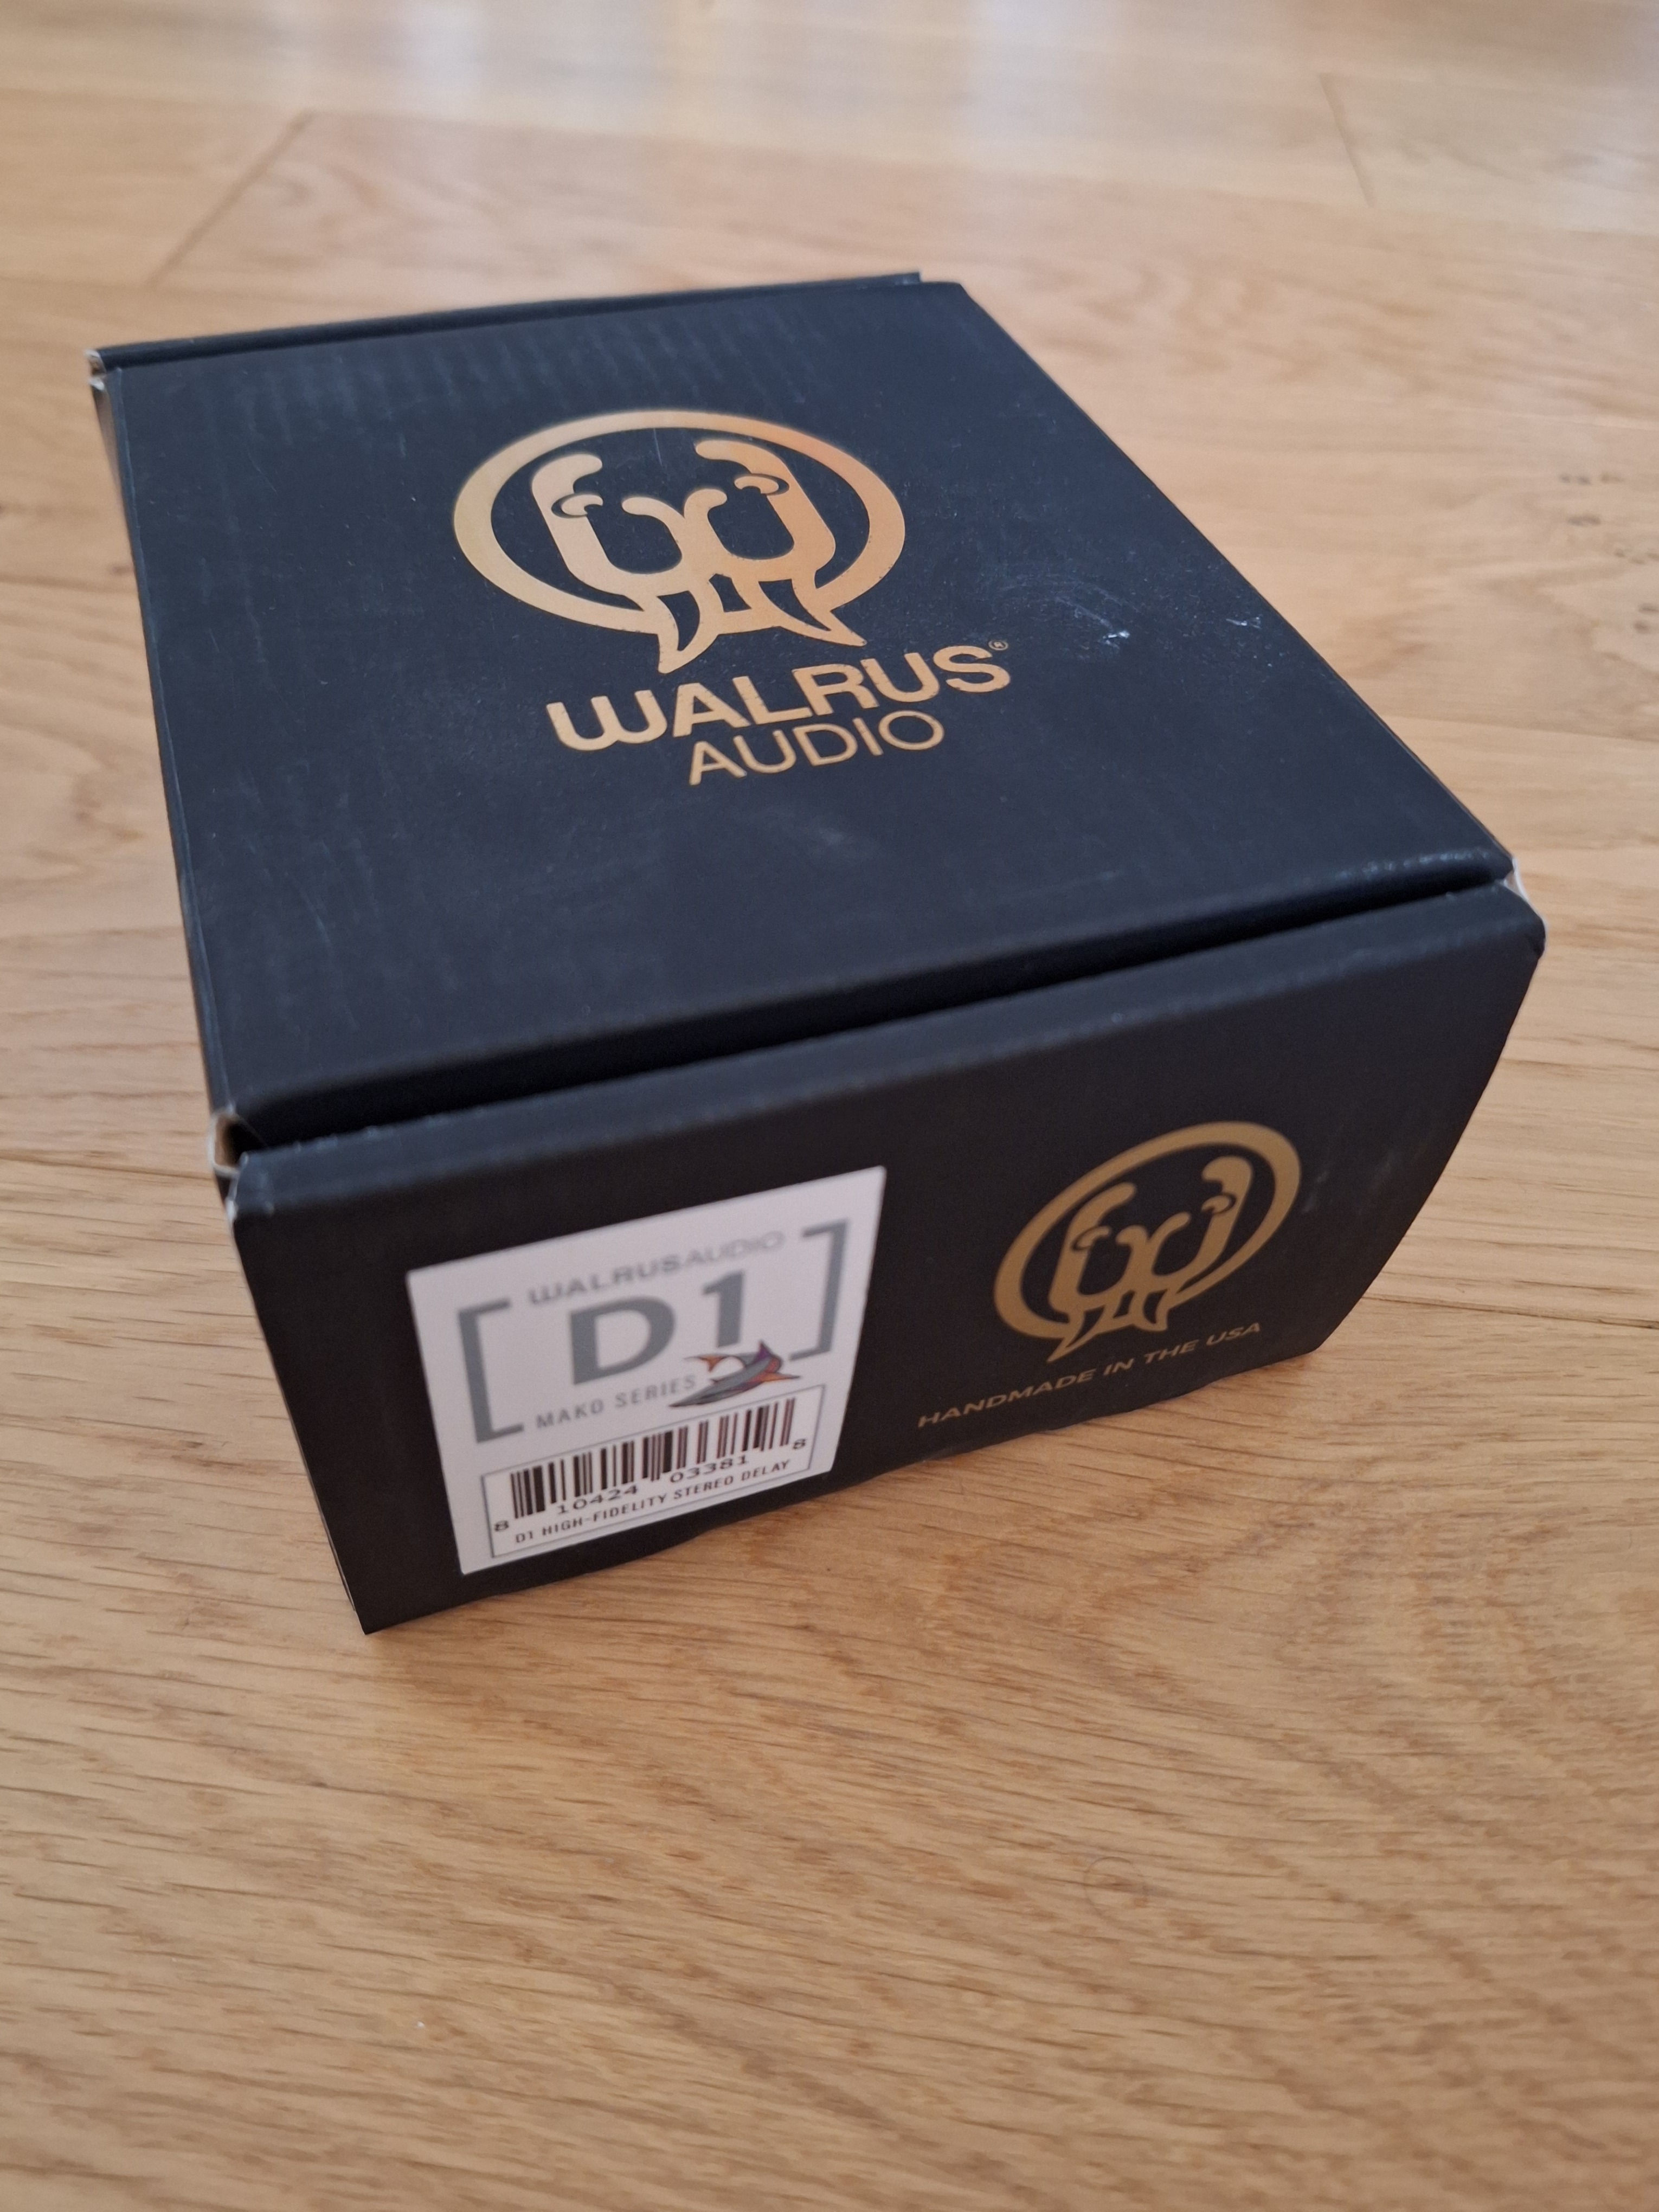 WALRUS®
AUDIO
WALRUSAUDIO
[D1]
MAKO SERIES
8 10424 03381 8
D1 HIGH-FIDELITY STEREO DELAY
HANDMADE IN THE USA